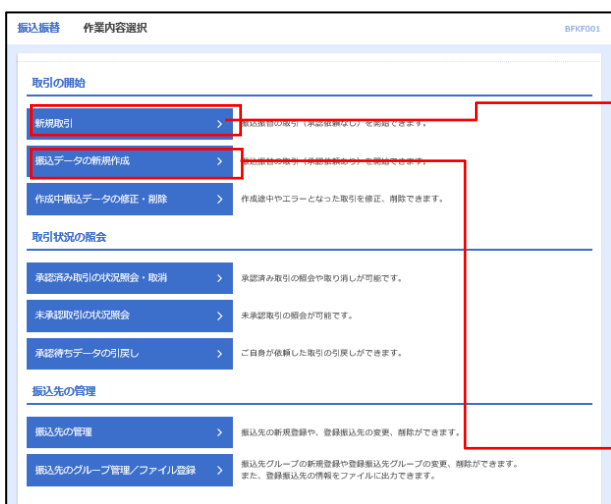 振込振替 作業内容選択 BFKF001
取引の開始
新規取引 > 振込振替の取引（承認依頼なし）を開始できます。
振込データの新規作成 > 振込振替の取引（承認依頼あり）を開始できます。
作成中振込データの修正・削除 > 作成途中やエラーとなった取引を修正、削除できます。
取引状況の照会
承認済み取引の状況照会・取消 > 承認済み取引の照会や取り消しが可能です。
未承認取引の状況照会 > 未承認取引の照会が可能です。
承認待ちデータの引戻し > ご自身が依頼した取引の引戻しができます。
振込先の管理
振込先の管理 > 振込先の新規登録や、登録振込先の変更、削除ができます。
振込先のグループ管理／ファイル登録 > 振込先グループの新規登録や登録振込先グループの変更、削除ができます。
また、登録振込先の情報をファイルに出力できます。